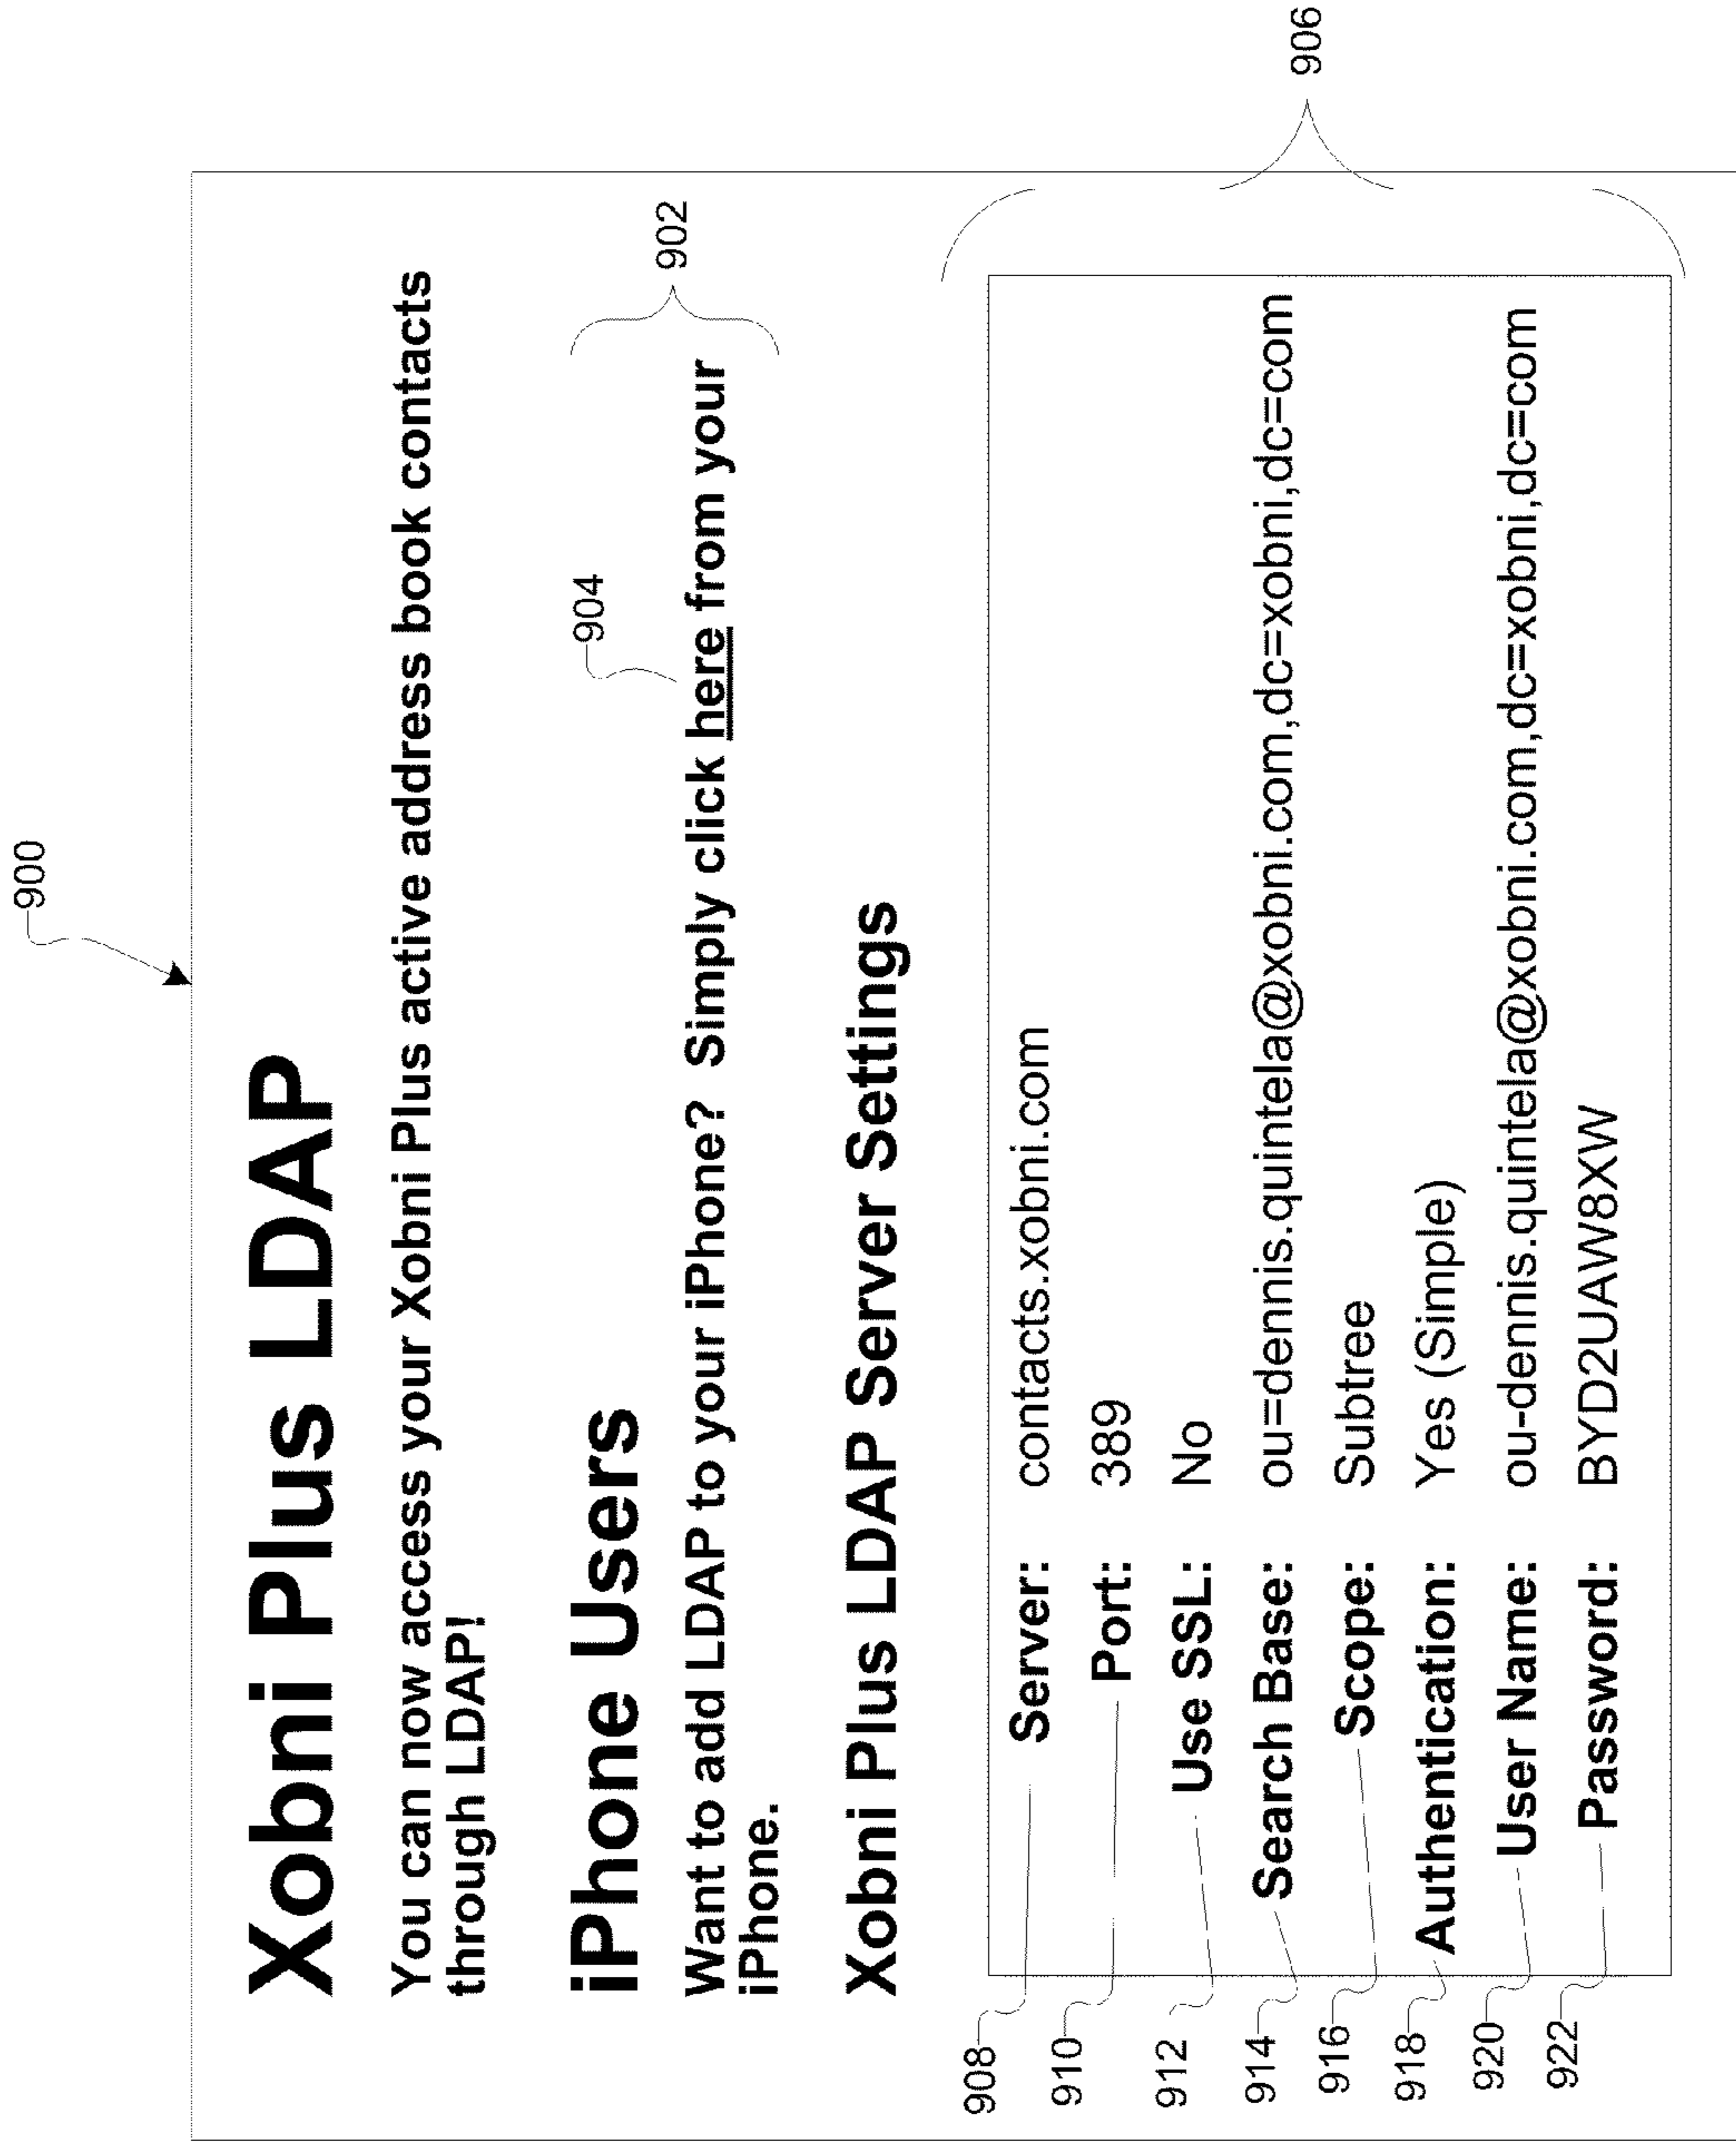 900
Xobni Plus LDAP
You can now access your Xobni Plus active address book contacts
through LDAP!
iPhone Users
902
904
Want to add LDAP to your iPhone? Simply click here from your
iPhone.
Xobni Plus LDAP Server Settings
906
908 Server: contacts.xobni.com
910 Port: 389
912 Use SSL: No
914 Search Base: ou=dennis.quintela@xobni.com,dc=xobni,dc=com
916 Scope: Subtree
918 Authentication: Yes (Simple)
920 User Name: ou-dennis.quintela@xobni.com,dc=xobni,dc=com
922 Password: BYD2UAW8XW